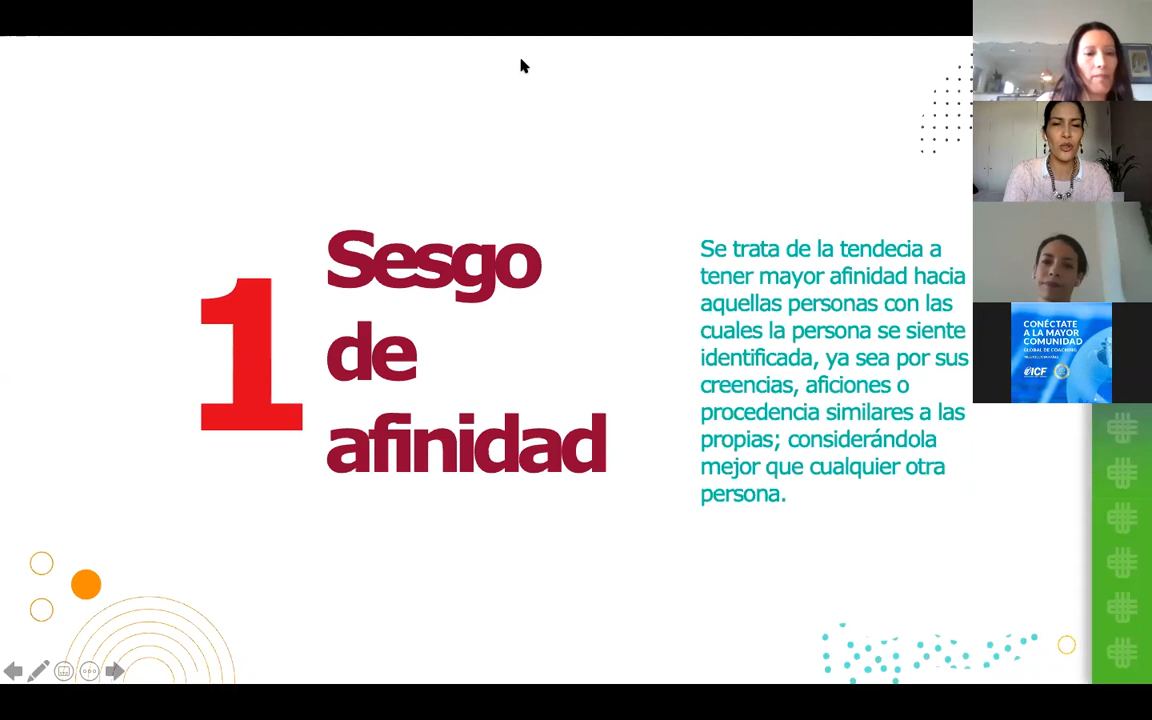 1
Sesgo
de
afinidad
Se trata de la tendecia a
tener mayor afinidad hacia
aquellas personas con las
cuales la persona se siente
identificada, ya sea por sus
creencias, aficiones o
procedencia similares a las
propias; considerándola
mejor que cualquier otra
persona.
CONÉCTATE
A LA MAYOR
COMUNIDAD
GLOBAL DE COACHING
ICF